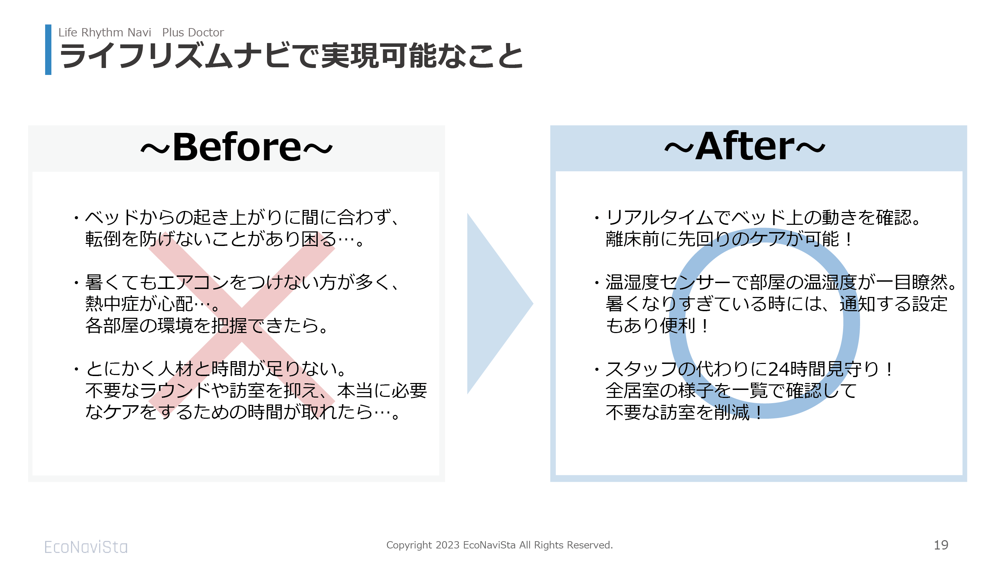 Life Rhythm Navi　Plus Doctor
ライフリズムナビで実現可能なこと
～Before～
・ベッドからの起き上がりに間に合わず、
転倒を防げないことがあり困る…。
・暑くてもエアコンをつけない方が多く、
熱中症が心配…。
各部屋の環境を把握できたら。
・とにかく人材と時間が足りない。
不要なラウンドや訪室を抑え、本当に必要
なケアをするための時間が取れたら…。
～After～
・リアルタイムでベッド上の動きを確認。
離床前に先回りのケアが可能！
・温湿度センサーで部屋の温湿度が一目瞭然。
暑くなりすぎている時には、通知する設定
もあり便利！
・スタッフの代わりに24時間見守り！
全居室の様子を一覧で確認して
不要な訪室を削減！
EcoNaviSta
Copyright 2023 EcoNaviSta All Rights Reserved.
19